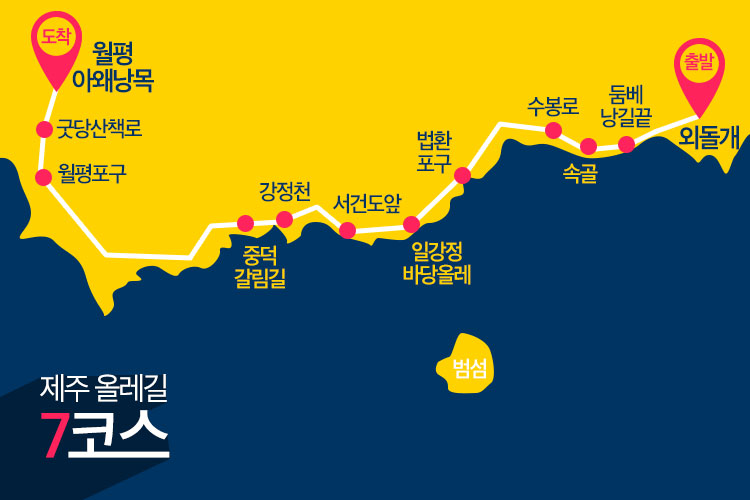 도착
월평
아왜낭목
굿당산책로
월평포구
강정천
중덕
갈림길
서건도앞
일강정
바당올레
법환
포구
수봉로
속골
둠베
낭길끝
출발
외돌개
범섬
제주 올레길
7코스